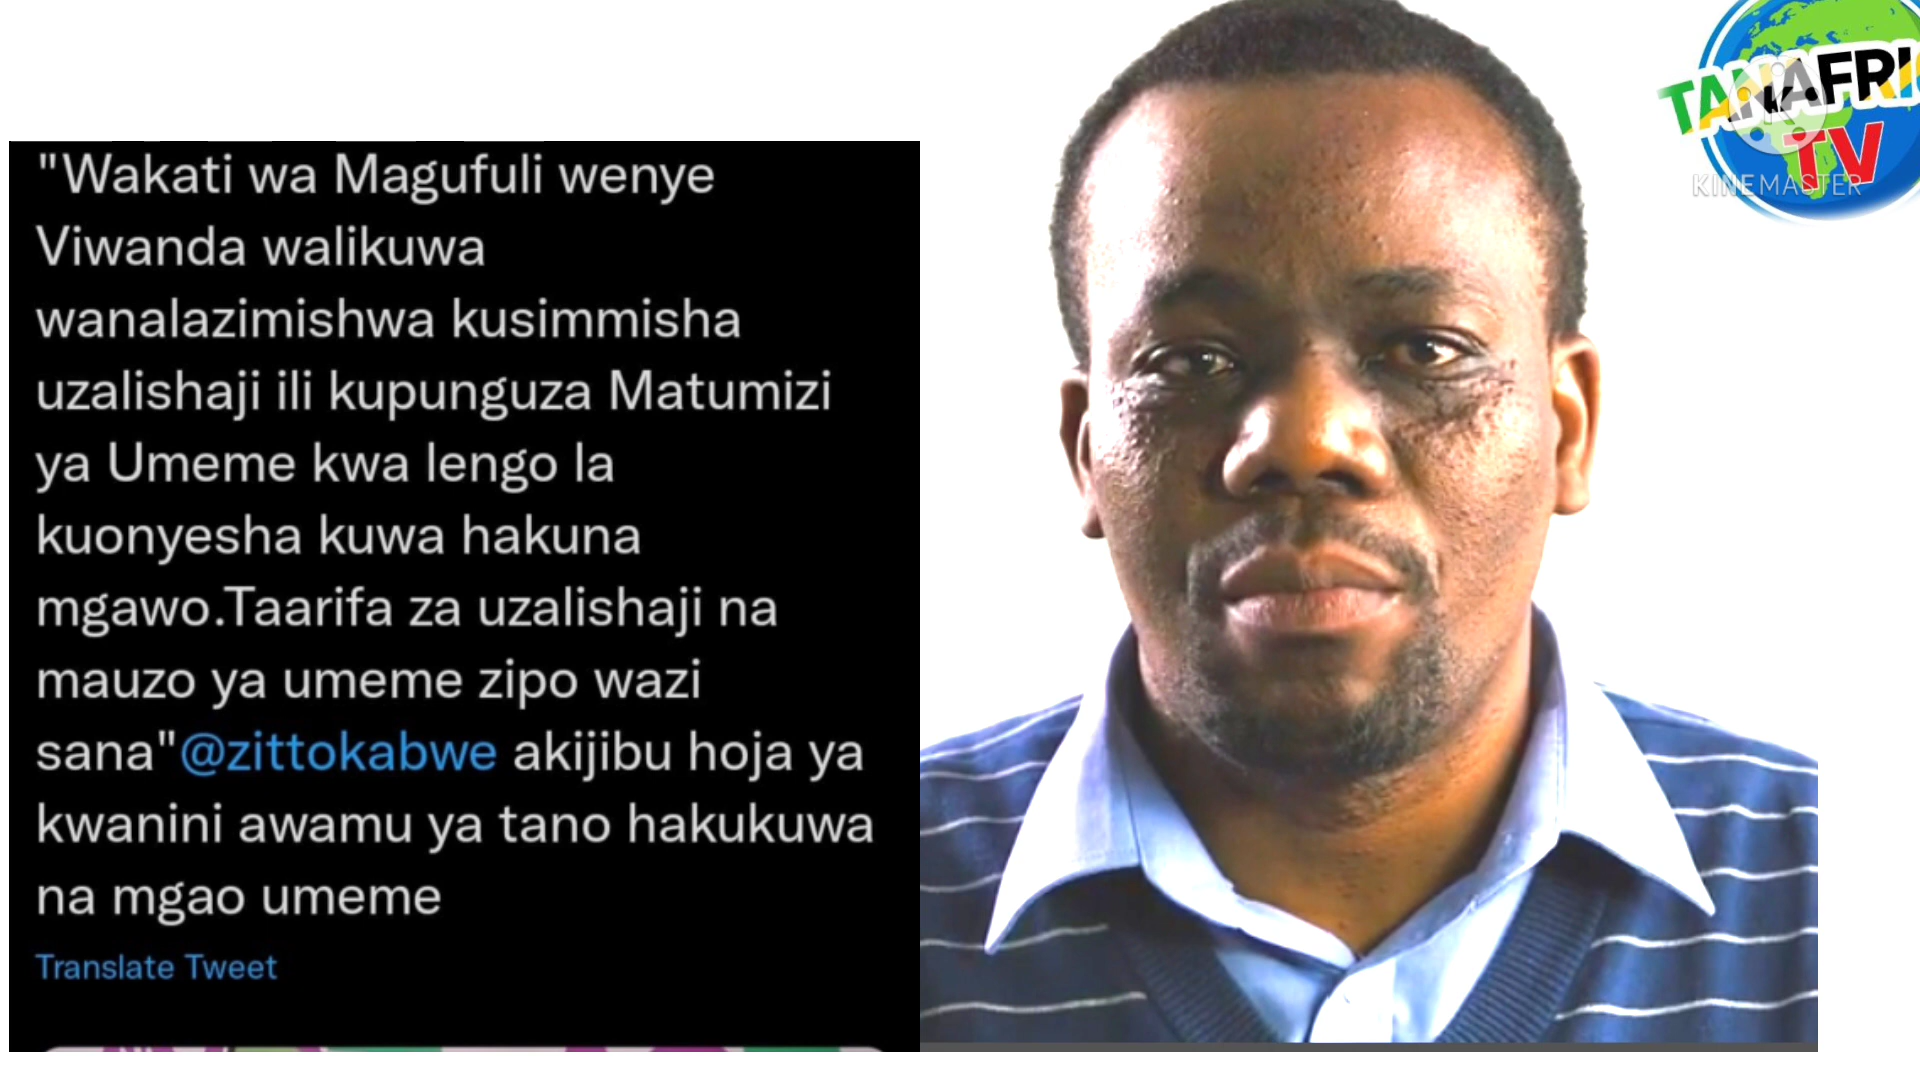 "Wakati wa Magufuli wenye
Viwanda walikuwa
wanalazimishwa kusimmisha
uzalishaji ili kupunguza Matumizi
ya Umeme kwa lengo la
kuonyesha kuwa hakuna
mgawo.Taarifa za uzalishaji na
mauzo ya umeme zipo wazi
sana"@zittokabwe akijibu hoja ya
kwanini awamu ya tano hakukuwa
na mgao umeme
Translate Tweet
TANAFRI
TV
KINEMASTER